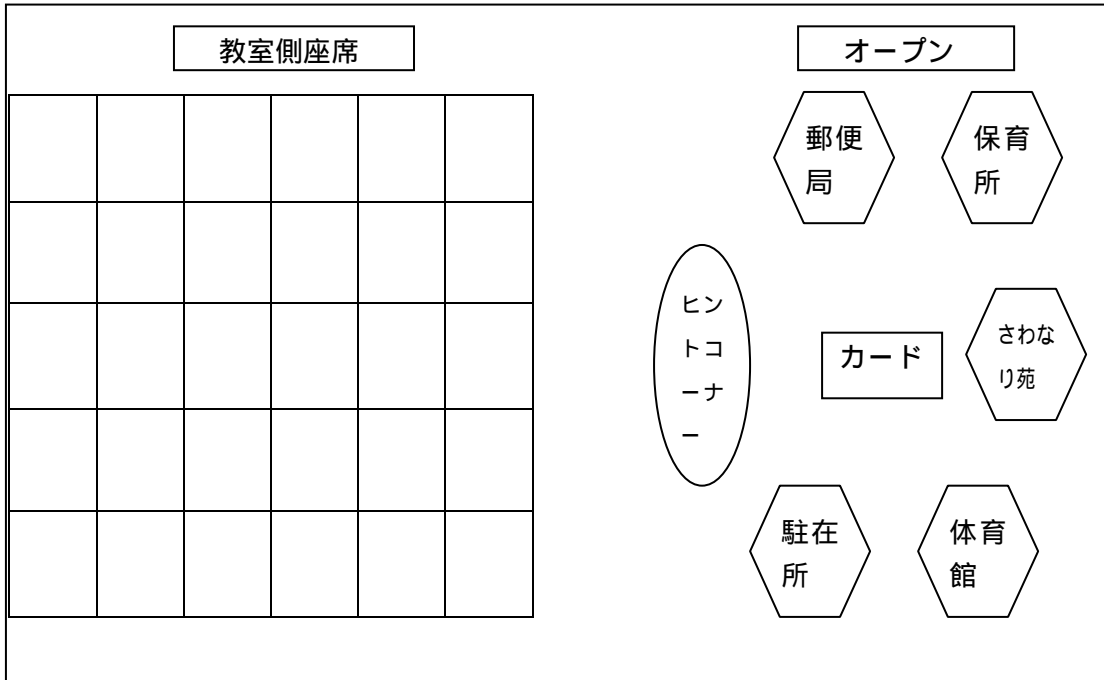 教室側座席
オープン
郵便
局
保育
所
ヒン
トコ
ーナ
ー
カード
さわな
り苑
駐在
所
体育
館